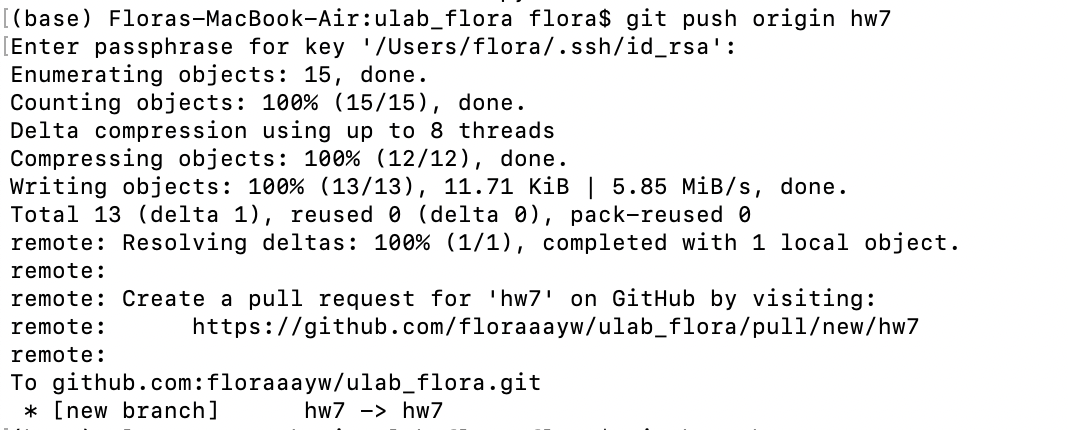 (base) Floras-MacBook-Air:ulab_flora flora$ git push origin hw7
Enter passphrase for key '/Users/flora/.ssh/id_rsa':
Enumerating objects: 15, done.
Counting objects: 100% (15/15), done.
Delta compression using up to 8 threads
Compressing objects: 100% (12/12), done.
Writing objects: 100% (13/13), 11.71 KiB | 5.85 MiB/s, done.
Total 13 (delta 1), reused 0 (delta 0), pack-reused 0
remote: Resolving deltas: 100% (1/1), completed with 1 local object.
remote:
remote: Create a pull request for 'hw7' on GitHub by visiting:
remote:      https://github.com/floraaayw/ulab_flora/pull/new/hw7
remote:
To github.com:floraaayw/ulab_flora.git
 * [new branch]      hw7 -> hw7